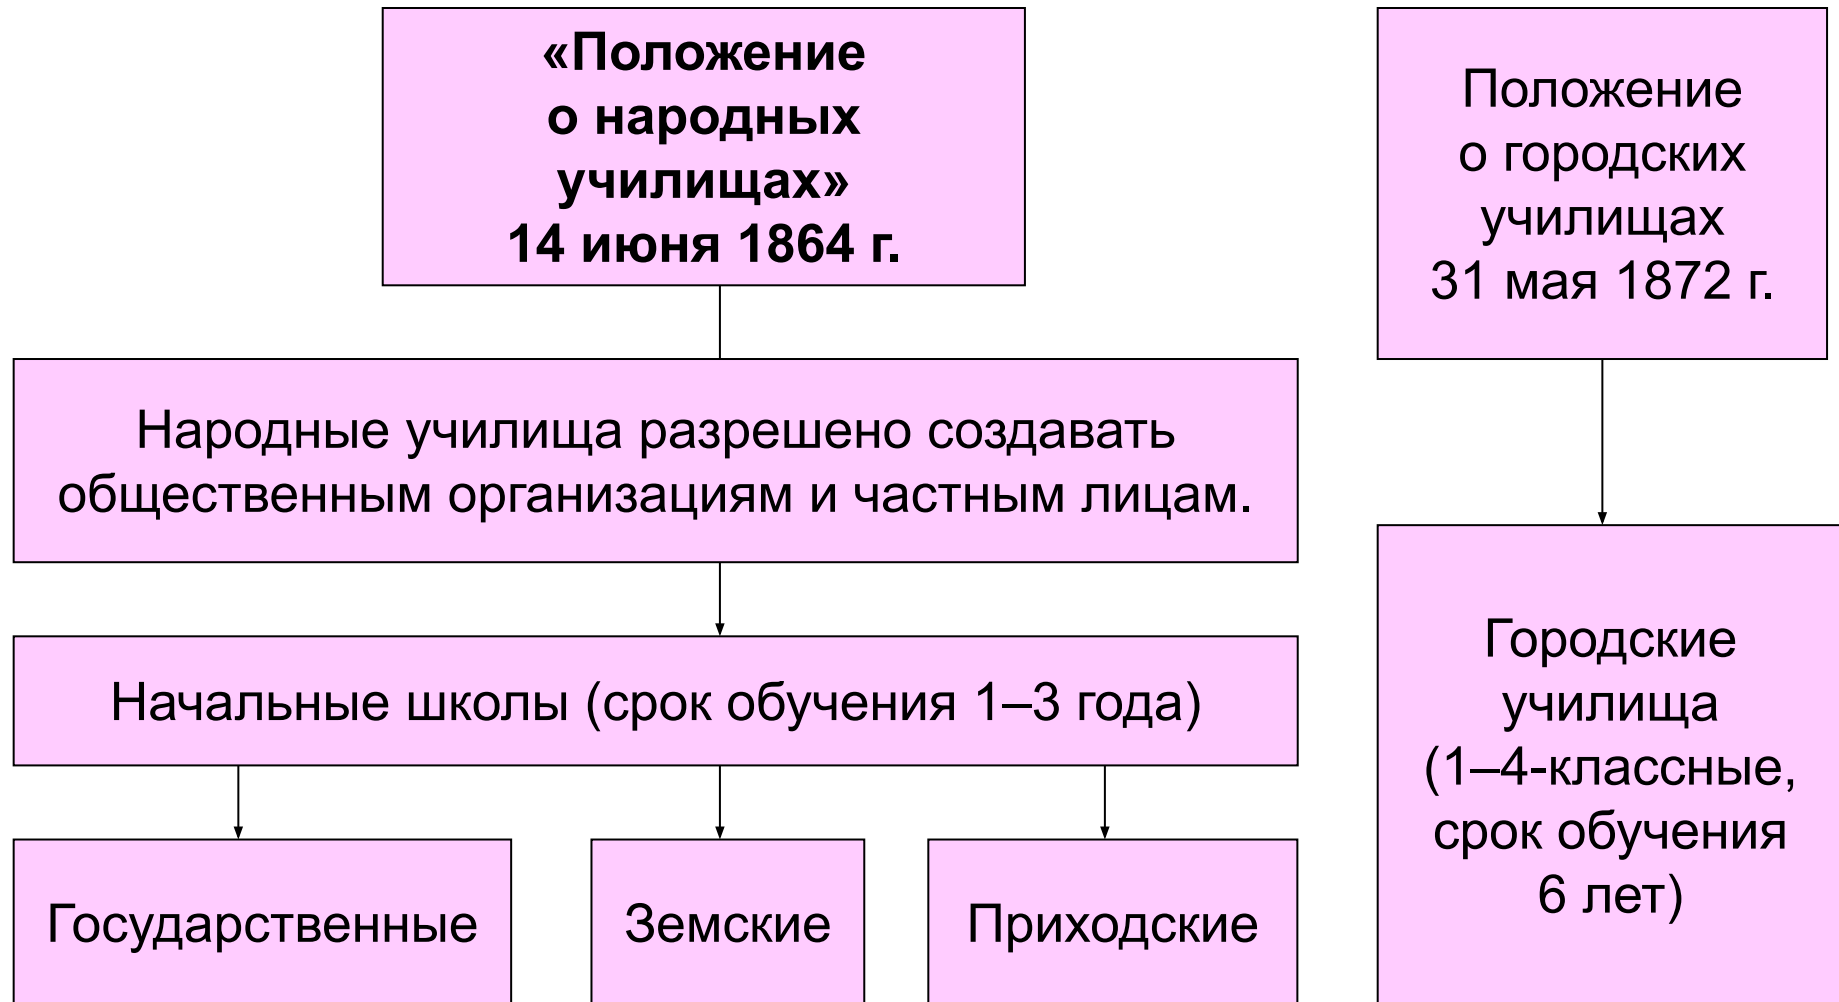 «Положение
о народных
училищах»
14 июня 1864 г.
Народные училища разрешено создавать
общественным организациям и частным лицам.
Начальные школы (срок обучения 1–3 года)
Государственные
Земские
Приходские
Положение
о городских
училищах
31 мая 1872 г.
Городские
училища
(1–4-классные,
срок обучения
6 лет)